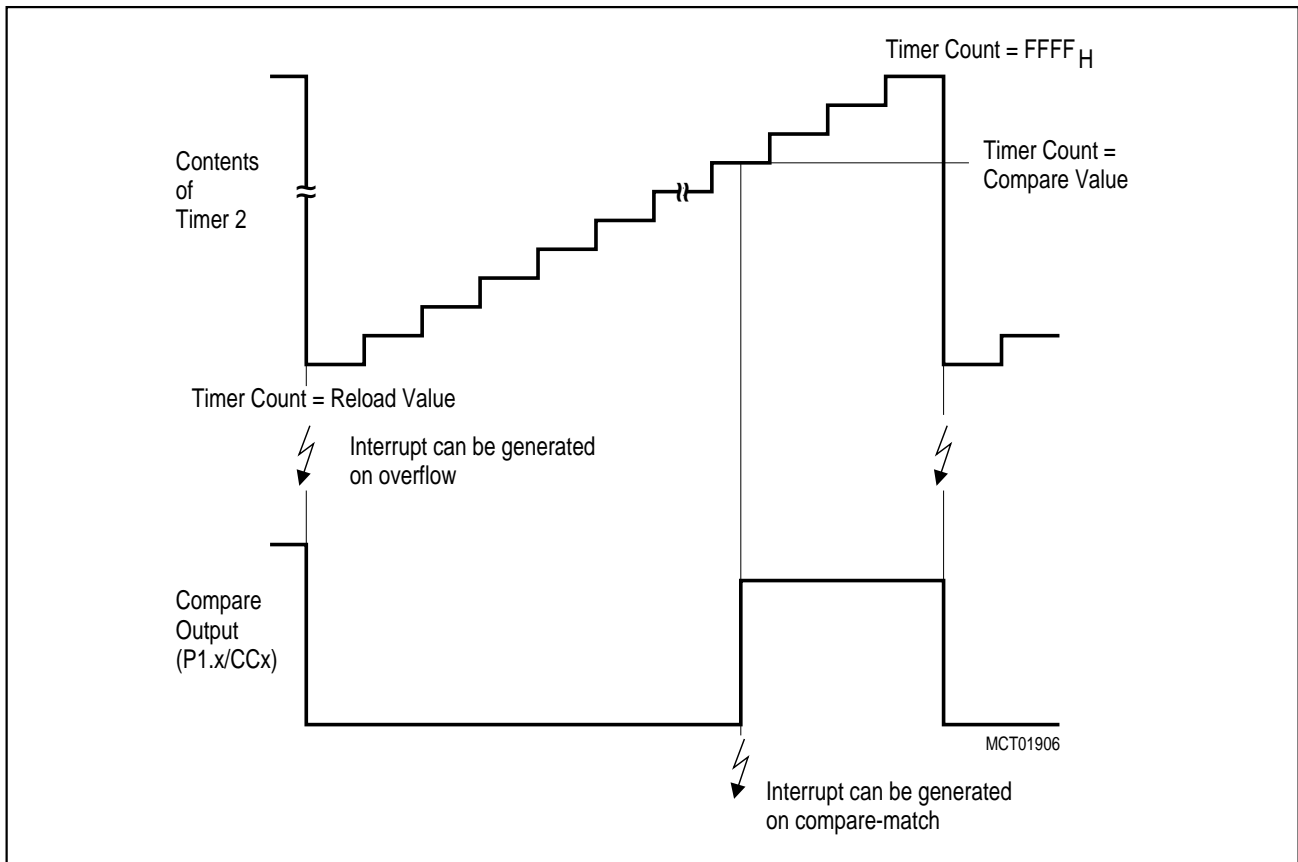 Timer Count = FFFF H
Contents
of
Timer 2
Timer Count =
Compare Value
Timer Count = Reload Value
Interrupt can be generated
on overflow
Compare
Output
(P1.x/CCx)
MCT01906
Interrupt can be generated
on compare-match